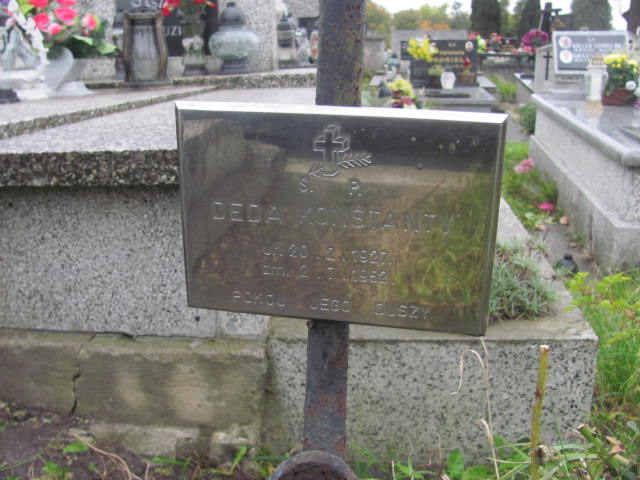 Ś. P.
DEDA KONSTANTY
ur. 20.2.1927.
zm. 2.7.1952.
POKÓJ JEGO DUSZY